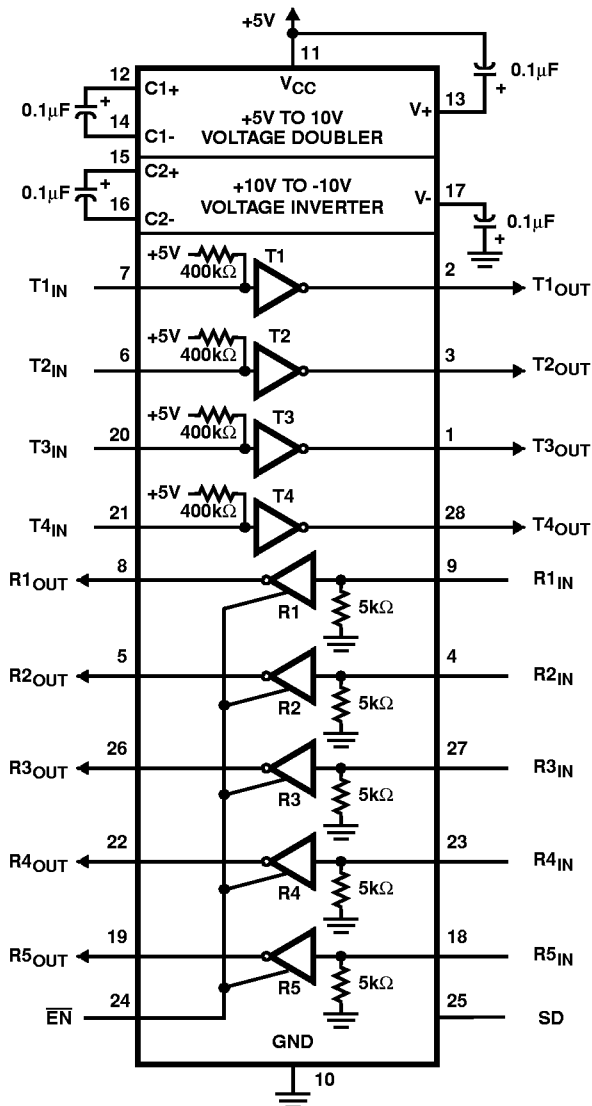 +5V
11
VCC
12
C1+
0.1µF
+
14
C1-
+5V TO 10V
VOLTAGE DOUBLER
V+
13
0.1µF
+
15
C2+
0.1µF
+
16
C2-
+10V TO -10V
VOLTAGE INVERTER
V-
17
0.1µF
+
+5V
400kΩ
T1
T1IN
7
2
T1OUT
+5V
400kΩ
T2
T2IN
6
3
T2OUT
+5V
400kΩ
T3
T3IN
20
1
T3OUT
+5V
400kΩ
T4
T4IN
21
28
T4OUT
R1OUT
8
R1
9
R1IN
5kΩ
R2OUT
5
R2
4
R2IN
5kΩ
R3OUT
26
R3
27
R3IN
5kΩ
R4OUT
22
R4
23
R4IN
5kΩ
R5OUT
19
R5
18
R5IN
5kΩ
E̅N̅
24
25
SD
GND
10